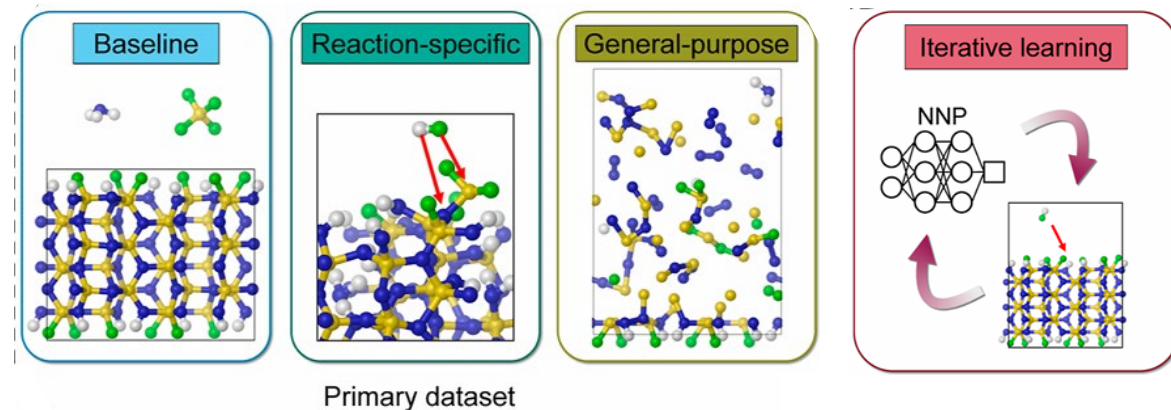 Baseline
Reaction-specific
General-purpose
Iterative learning
NNP
Primary dataset